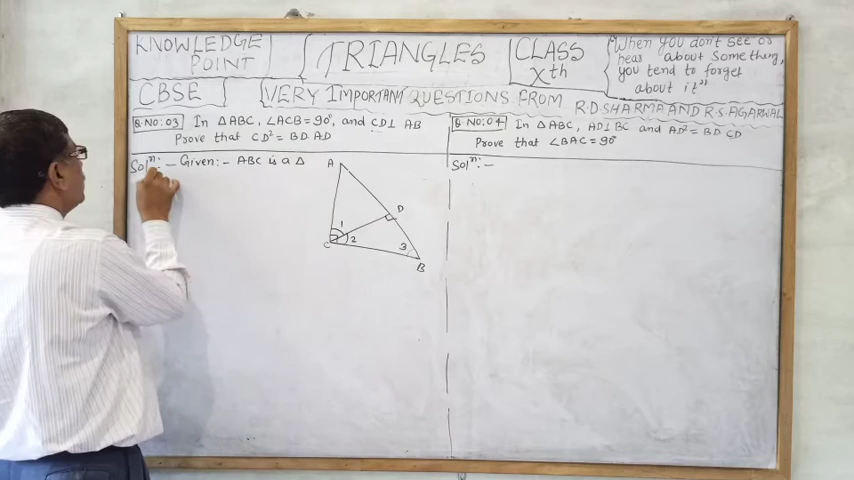 KNOWLEDGE
POINT
TRIANGLES
CLASS
Xth
"When you don't see or
hear about something,
you tend to forget
about it"
CBSE
VERY IMPORTANT QUESTIONS FROM R.D.SHARMA AND R.S.AGARWAL
Q.NO:03 In △ABC, ∠ACB=90°, and CD⊥AB
Prove that CD²=BD.AD
Solⁿ:- Given:- ABC is a △
A
D
1
2
3
C
B
Q.NO:04 In △ABC, AD⊥BC and AD²=BD.CD
Prove that ∠BAC=90°
Solⁿ:-